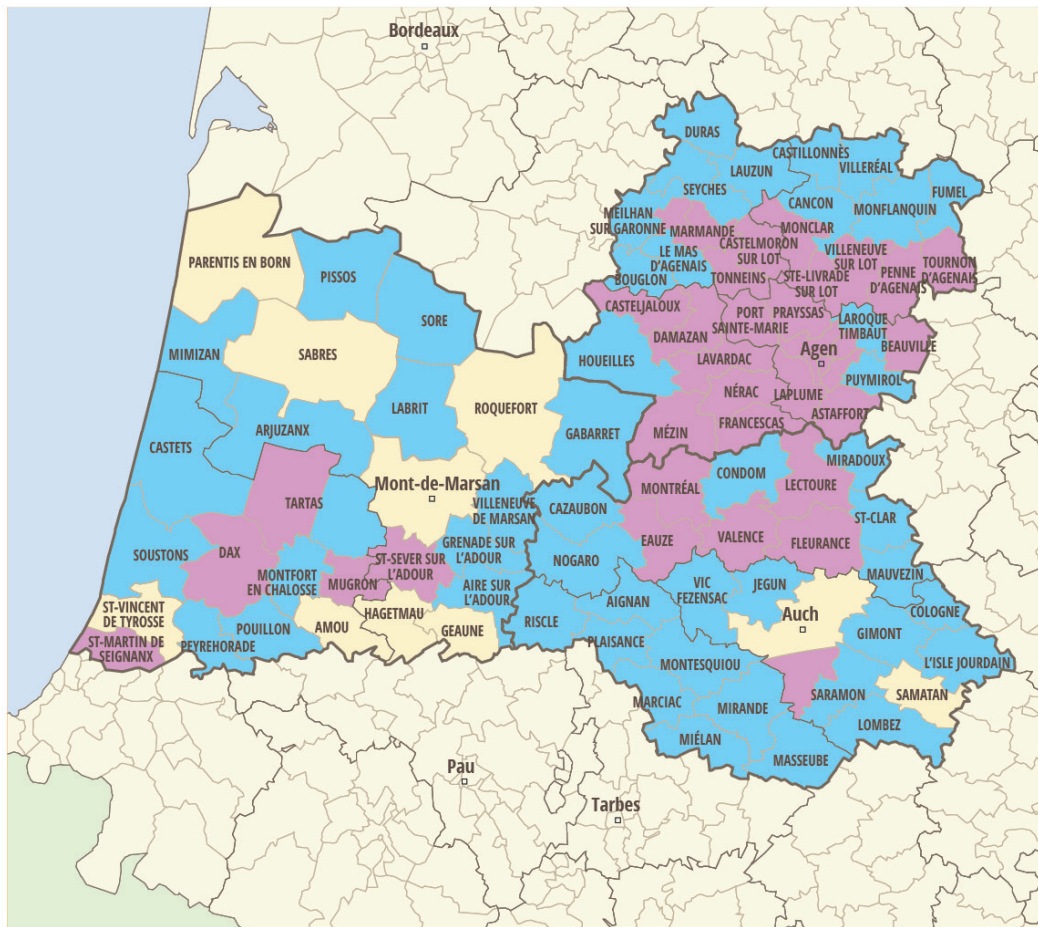 Bordeaux
DURAS
CASTILLONNÈS
LAUZUN
VILLERÉAL
SEYCHES
FUMEL
CANCON
MEILHAN
SUR GARONNE
MONFLANQUIN
MARMANDE
MONCLAR
CASTELMORON
SUR LOT
VILLENEUVE
SUR LOT
PARENTIS EN BORN
LE MAS
D'AGENAIS
PENNE
D'AGENAIS
TOURNON
D'AGENAIS
PISSOS
BOUGLON
TONNEINS
STE-LIVRADE
SUR LOT
CASTELJALOUX
PORT
SAINTE-MARIE
PRAYSSAS
SORE
LAROQUE
TIMBAUT
DAMAZAN
BEAUVILLE
Agen
MIMIZAN
SABRES
HOUEILLES
LAVARDAC
PUYMIROL
NÉRAC
LAPLUME
LABRIT
ROQUEFORT
ASTAFFORT
FRANCESCAS
ARJUZANX
GABARRET
MÉZIN
CASTETS
MIRADOUX
CONDOM
Mont-de-Marsan
LECTOURE
MONTRÉAL
TARTAS
VILLENEUVE
DE MARSAN
CAZAUBON
ST-CLAR
VALENCE
EAUZE
FLEURANCE
GRENADE SUR
L'ADOUR
SOUSTONS
DAX
ST-SEVER SUR
L'ADOUR
NOGARO
MONTFORT
EN CHALOSSE
MUGRON
AIRE SUR
L'ADOUR
VIC
FEZENSAC
JEGUN
MAUVEZIN
AIGNAN
ST-VINCENT
DE TYROSSE
HAGETMAU
COLOGNE
Auch
RISCLE
AMOU
POUILLON
GEAUNE
GIMONT
ST-MARTIN DE
SEIGNANX
PEYREHORADE
PLAISANCE
MONTESQUIOU
L'ISLE JOURDAIN
SARAMON
SAMATAN
MARCIAC
MIRANDE
LOMBEZ
MIÉLAN
MASSEUBE
Pau
Tarbes